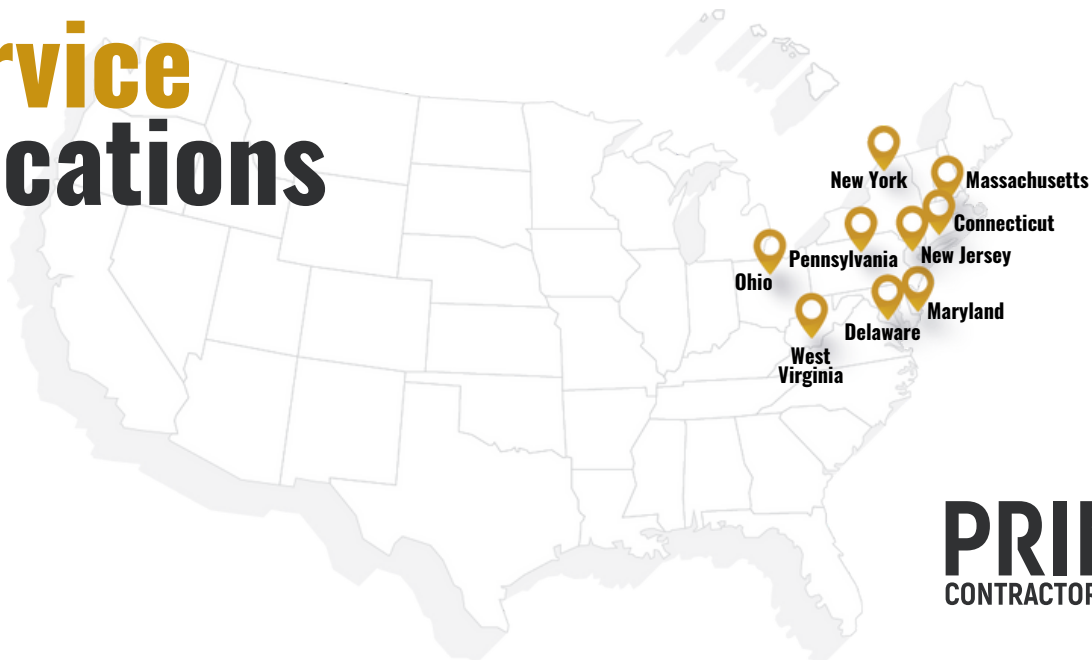 rvice
cations
New York
Massachusetts
Connecticut
Pennsylvania
New Jersey
Ohio
Maryland
Delaware
West
Virginia
PRI
CONTRACTOR